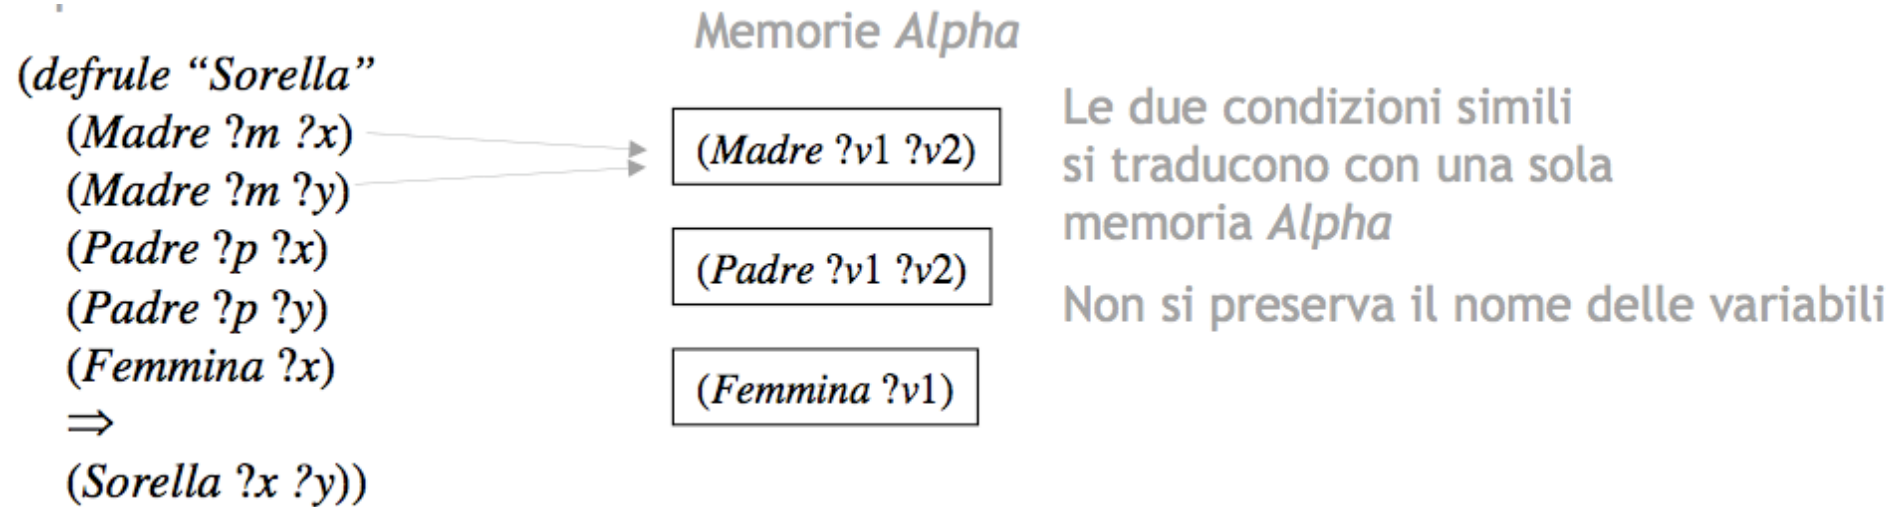 (defrule “Sorella”
(Madre ?m ?x)
(Madre ?m ?y)
(Padre ?p ?x)
(Padre ?p ?y)
(Femmina ?x)
⇒
(Sorella ?x ?y))
Memorie Alpha
(Madre ?v1 ?v2)
(Padre ?v1 ?v2)
(Femmina ?v1)
Le due condizioni simili
si traducono con una sola
memoria Alpha
Non si preserva il nome delle variabili